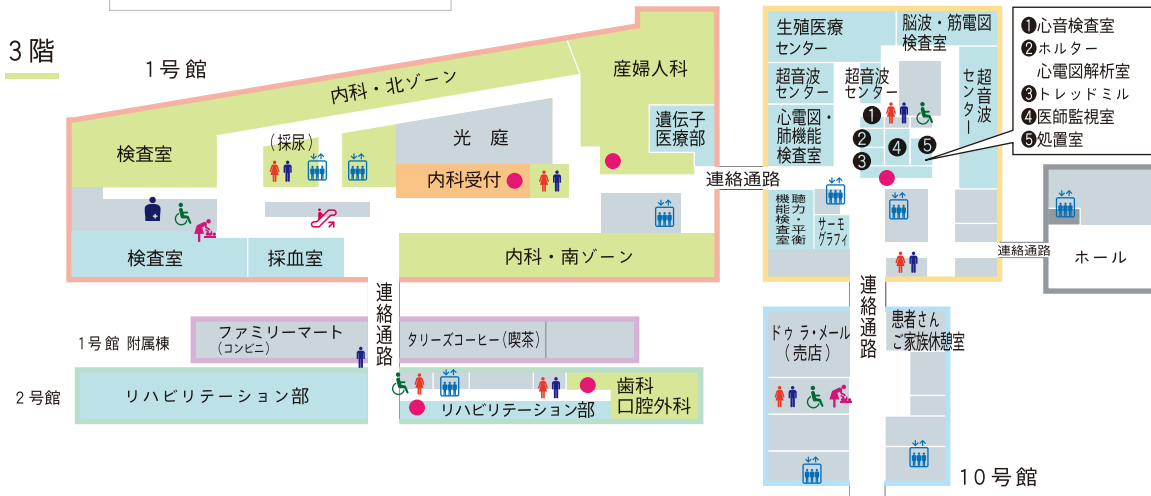 3階
1号館
内科・北ゾーン
産婦人科
検査室
(採尿)
光 庭
遺伝子
医療部
内科受付
検査室
採血室
内科・南ゾーン
連絡通路
連絡通路
生殖医療
センター
脳波・筋電図
検査室
超音波
センター
超音波
センター
超音波
センター
心電図・
肺機能
検査室
❶
❷
❸
❹
❺
聴力・平衡
機能検査室
サーモ
グラフィ
❶心音検査室
❷ホルター
心電図解析室
❸トレッドミル
❹医師監視室
❺処置室
連絡通路
ホール
1号館 附属棟
ファミリーマート
(コンビニ)
タリーズコーヒー(喫茶)
2号館
リハビリテーション部
リハビリテーション部
歯科
口腔外科
連絡通路
ドゥ ラ・メール
(売店)
患者さん
ご家族休憩室
10号館